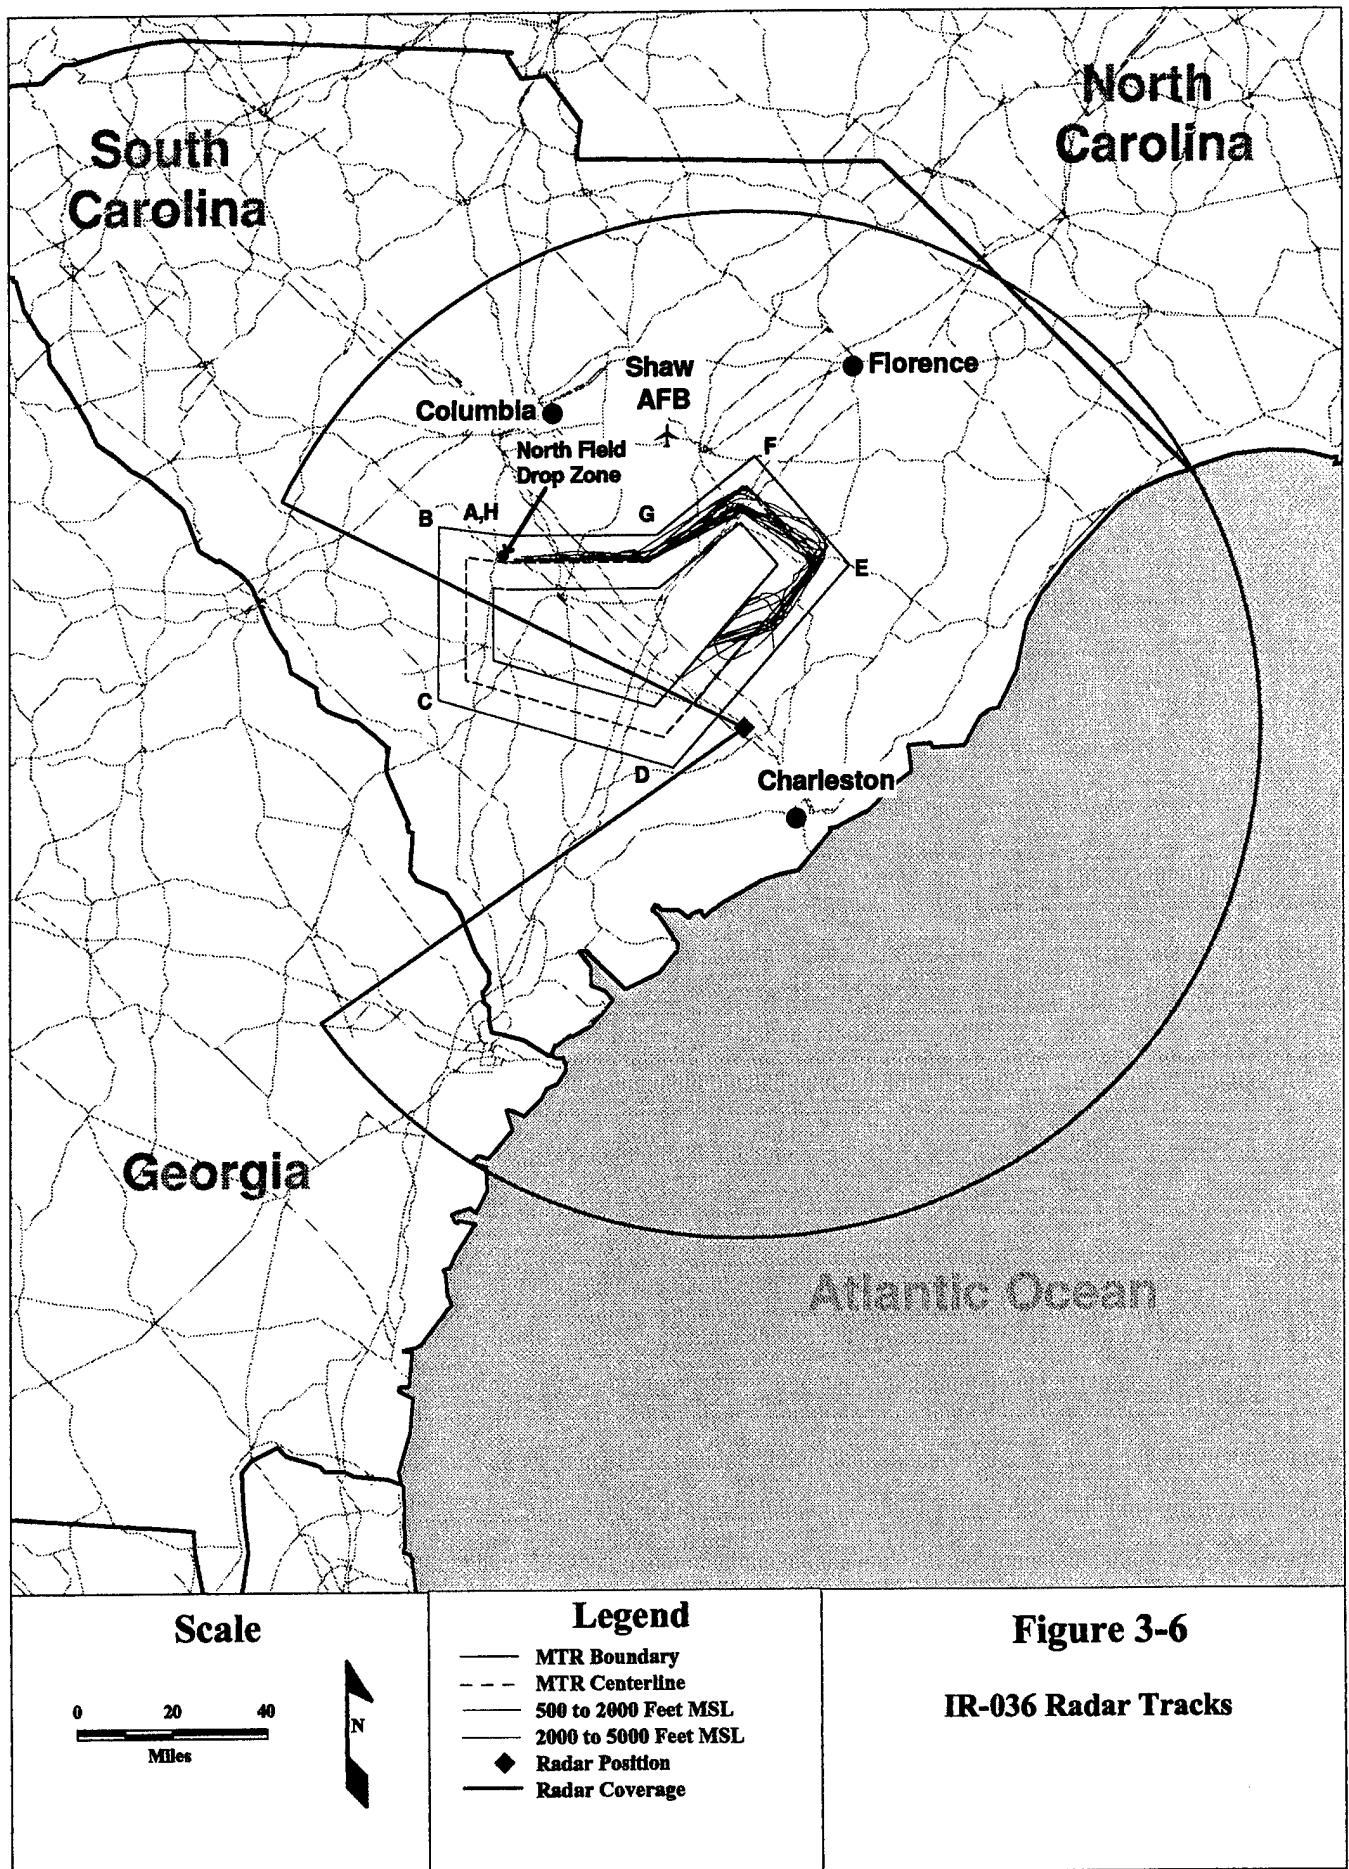 North
Carolina
South
Carolina
Shaw
AFB
Florence
Columbia
North Field
Drop Zone
F
B
A,H
G
E
C
D
Charleston
Georgia
Atlantic Ocean
Scale
0 20 40
Miles
N
Legend
MTR Boundary
MTR Centerline
500 to 2000 Feet MSL
2000 to 5000 Feet MSL
Radar Position
Radar Coverage
Figure 3-6
IR-036 Radar Tracks